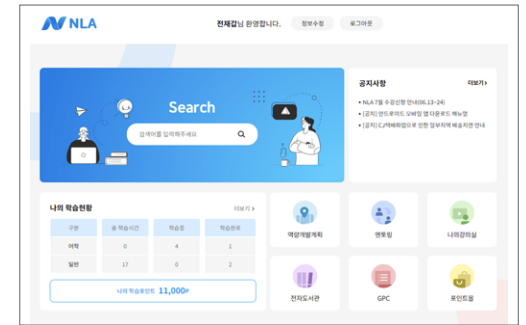 NLA
전재갑님 환영합니다.
정보수정
로그아웃
Search
검색어를 입력해주세요
공지사항
더보기 >
• NLA 7월 수강신청 안내(06.13~24)
• [공지] 안드로이드 모바일 앱 다운로드 매뉴얼
• [공지] CJ택배파업으로 인한 일부지역 배송지연 안내
나의 학습현황
더보기 >
구분 총 학습시간 학습중 학습완료
어학 0 4 1
일반 17 0 2
나의 학습포인트 11,000P
역량개발계획
멘토링
나의강의실
전자도서관
GPC
포인트몰